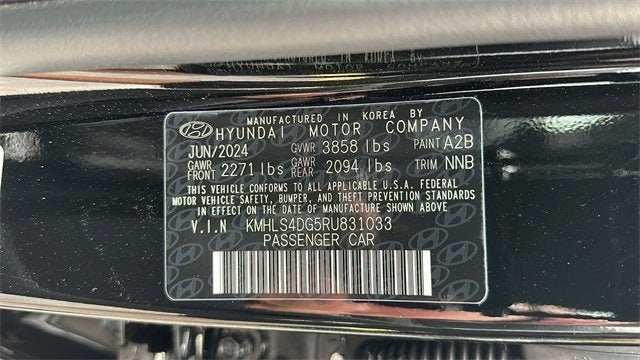 MANUFACTURED IN KOREA BY
HYUNDAI MOTOR COMPANY
JUN/2024 GVWR 3858 lbs PAINT A2B
GAWR FRONT 2271 lbs GAWR REAR 2094 lbs TRIM NNB
THIS VEHICLE CONFORMS TO ALL APPLICABLE U.S.A. FEDERAL
MOTOR VEHICLE SAFETY, BUMPER, AND THEFT PREVENTION STANDARDS
IN EFFECT ON THE DATE OF MANUFACTURE SHOWN ABOVE.
V.I.N KMHLS4DG5RU831033
PASSENGER CAR